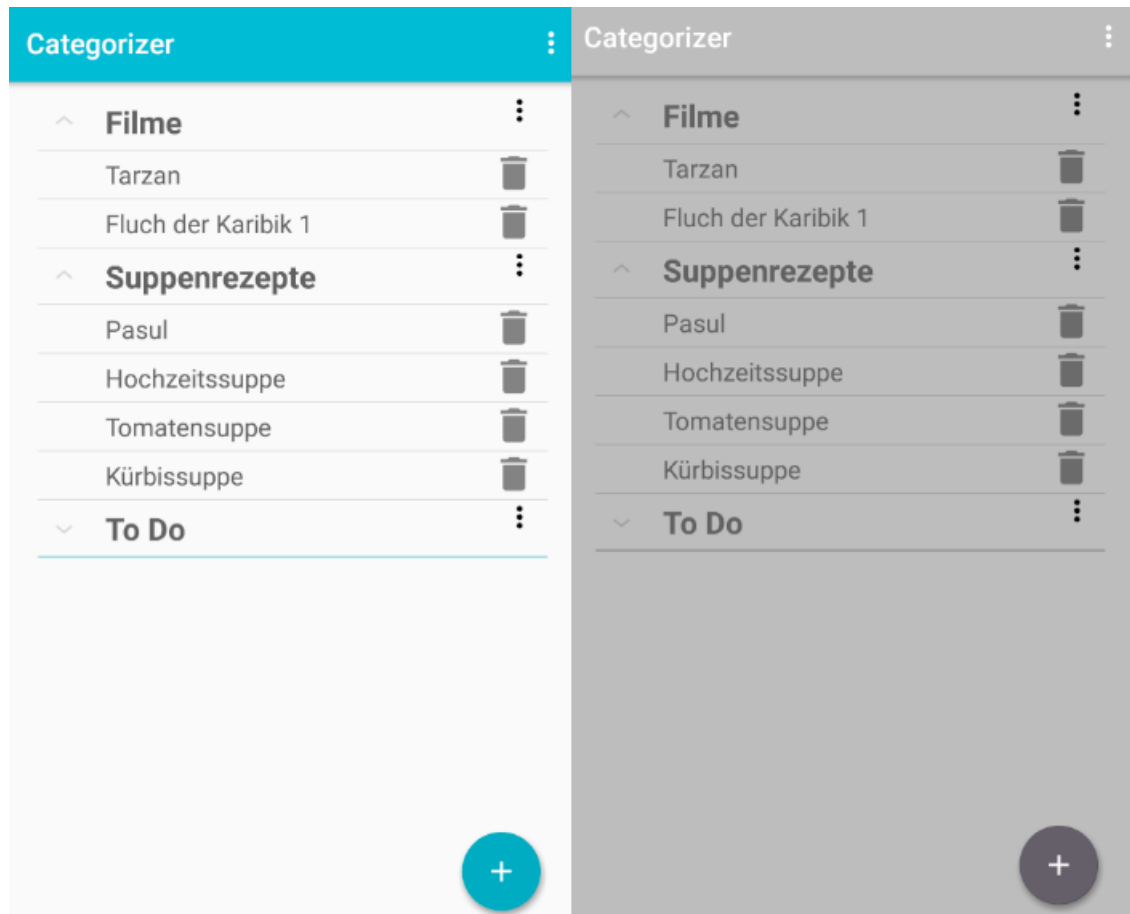 Categorizer
Filme
Tarzan
Fluch der Karibik 1
Suppenrezepte
Pasul
Hochzeitssuppe
Tomatensuppe
Kürbissuppe
To Do
+
Categorizer
Filme
Tarzan
Fluch der Karibik 1
Suppenrezepte
Pasul
Hochzeitssuppe
Tomatensuppe
Kürbissuppe
To Do
+